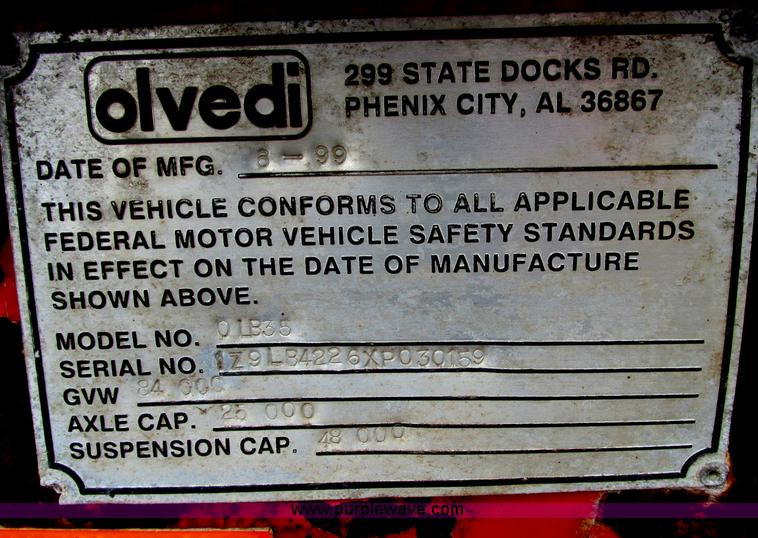 olvedi
299 STATE DOCKS RD.
PHENIX CITY, AL 36867
DATE OF MFG. 8 - 99
THIS VEHICLE CONFORMS TO ALL APPLICABLE
FEDERAL MOTOR VEHICLE SAFETY STANDARDS
IN EFFECT ON THE DATE OF MANUFACTURE
SHOWN ABOVE.
MODEL NO. OLB35
SERIAL NO. 1Z9LB4226XP030159
GVW 84 000
AXLE CAP. 25 000
SUSPENSION CAP. 48 000
www.purplewave.com